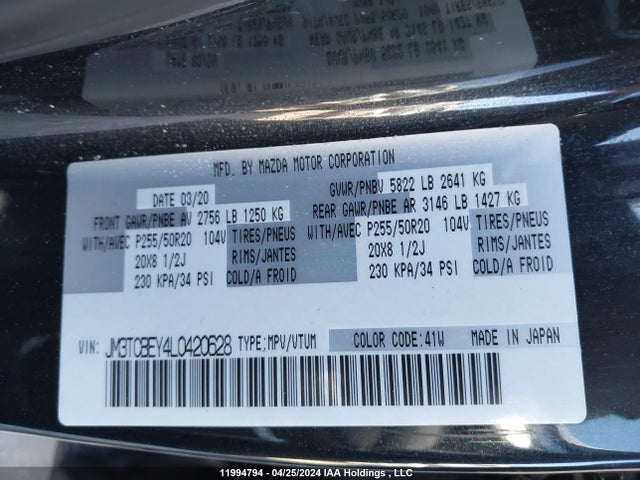 MFD. BY MAZDA MOTOR CORPORATION
DATE 03/20 GVWR/PNBV 5822 LB 2641 KG
FRONT GAWR/PNBE AV 2756 LB 1250 KG REAR GAWR/PNBE AR 3146 LB 1427 KG
WITH/AVEC P255/50R20 104V TIRES/PNEUS WITH/AVEC P255/50R20 104V TIRES/PNEUS
20X8 1/2J RIMS/JANTES 20X8 1/2J RIMS/JANTES
230 KPA/34 PSI COLD/A FROID 230 KPA/34 PSI COLD/A FROID
VIN: JM3TCBEY4L0420628 TYPE:MPV/VTUM COLOR CODE:41W MADE IN JAPAN
11994794 - 04/25/2024 IAA Holdings , LLC